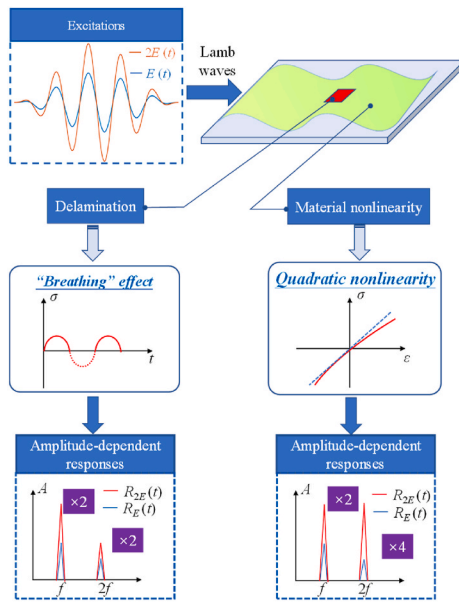 Excitations
2E (t)
E (t)
Lamb
waves
Delamination
Material nonlinearity
“Breathing” effect
σ
t
Quadratic nonlinearity
σ
ε
Amplitude-dependent
responses
A
×2
R2E(t)
RE(t)
×2
f
2f
Amplitude-dependent
responses
A
×2
R2E(t)
RE(t)
×4
f
2f